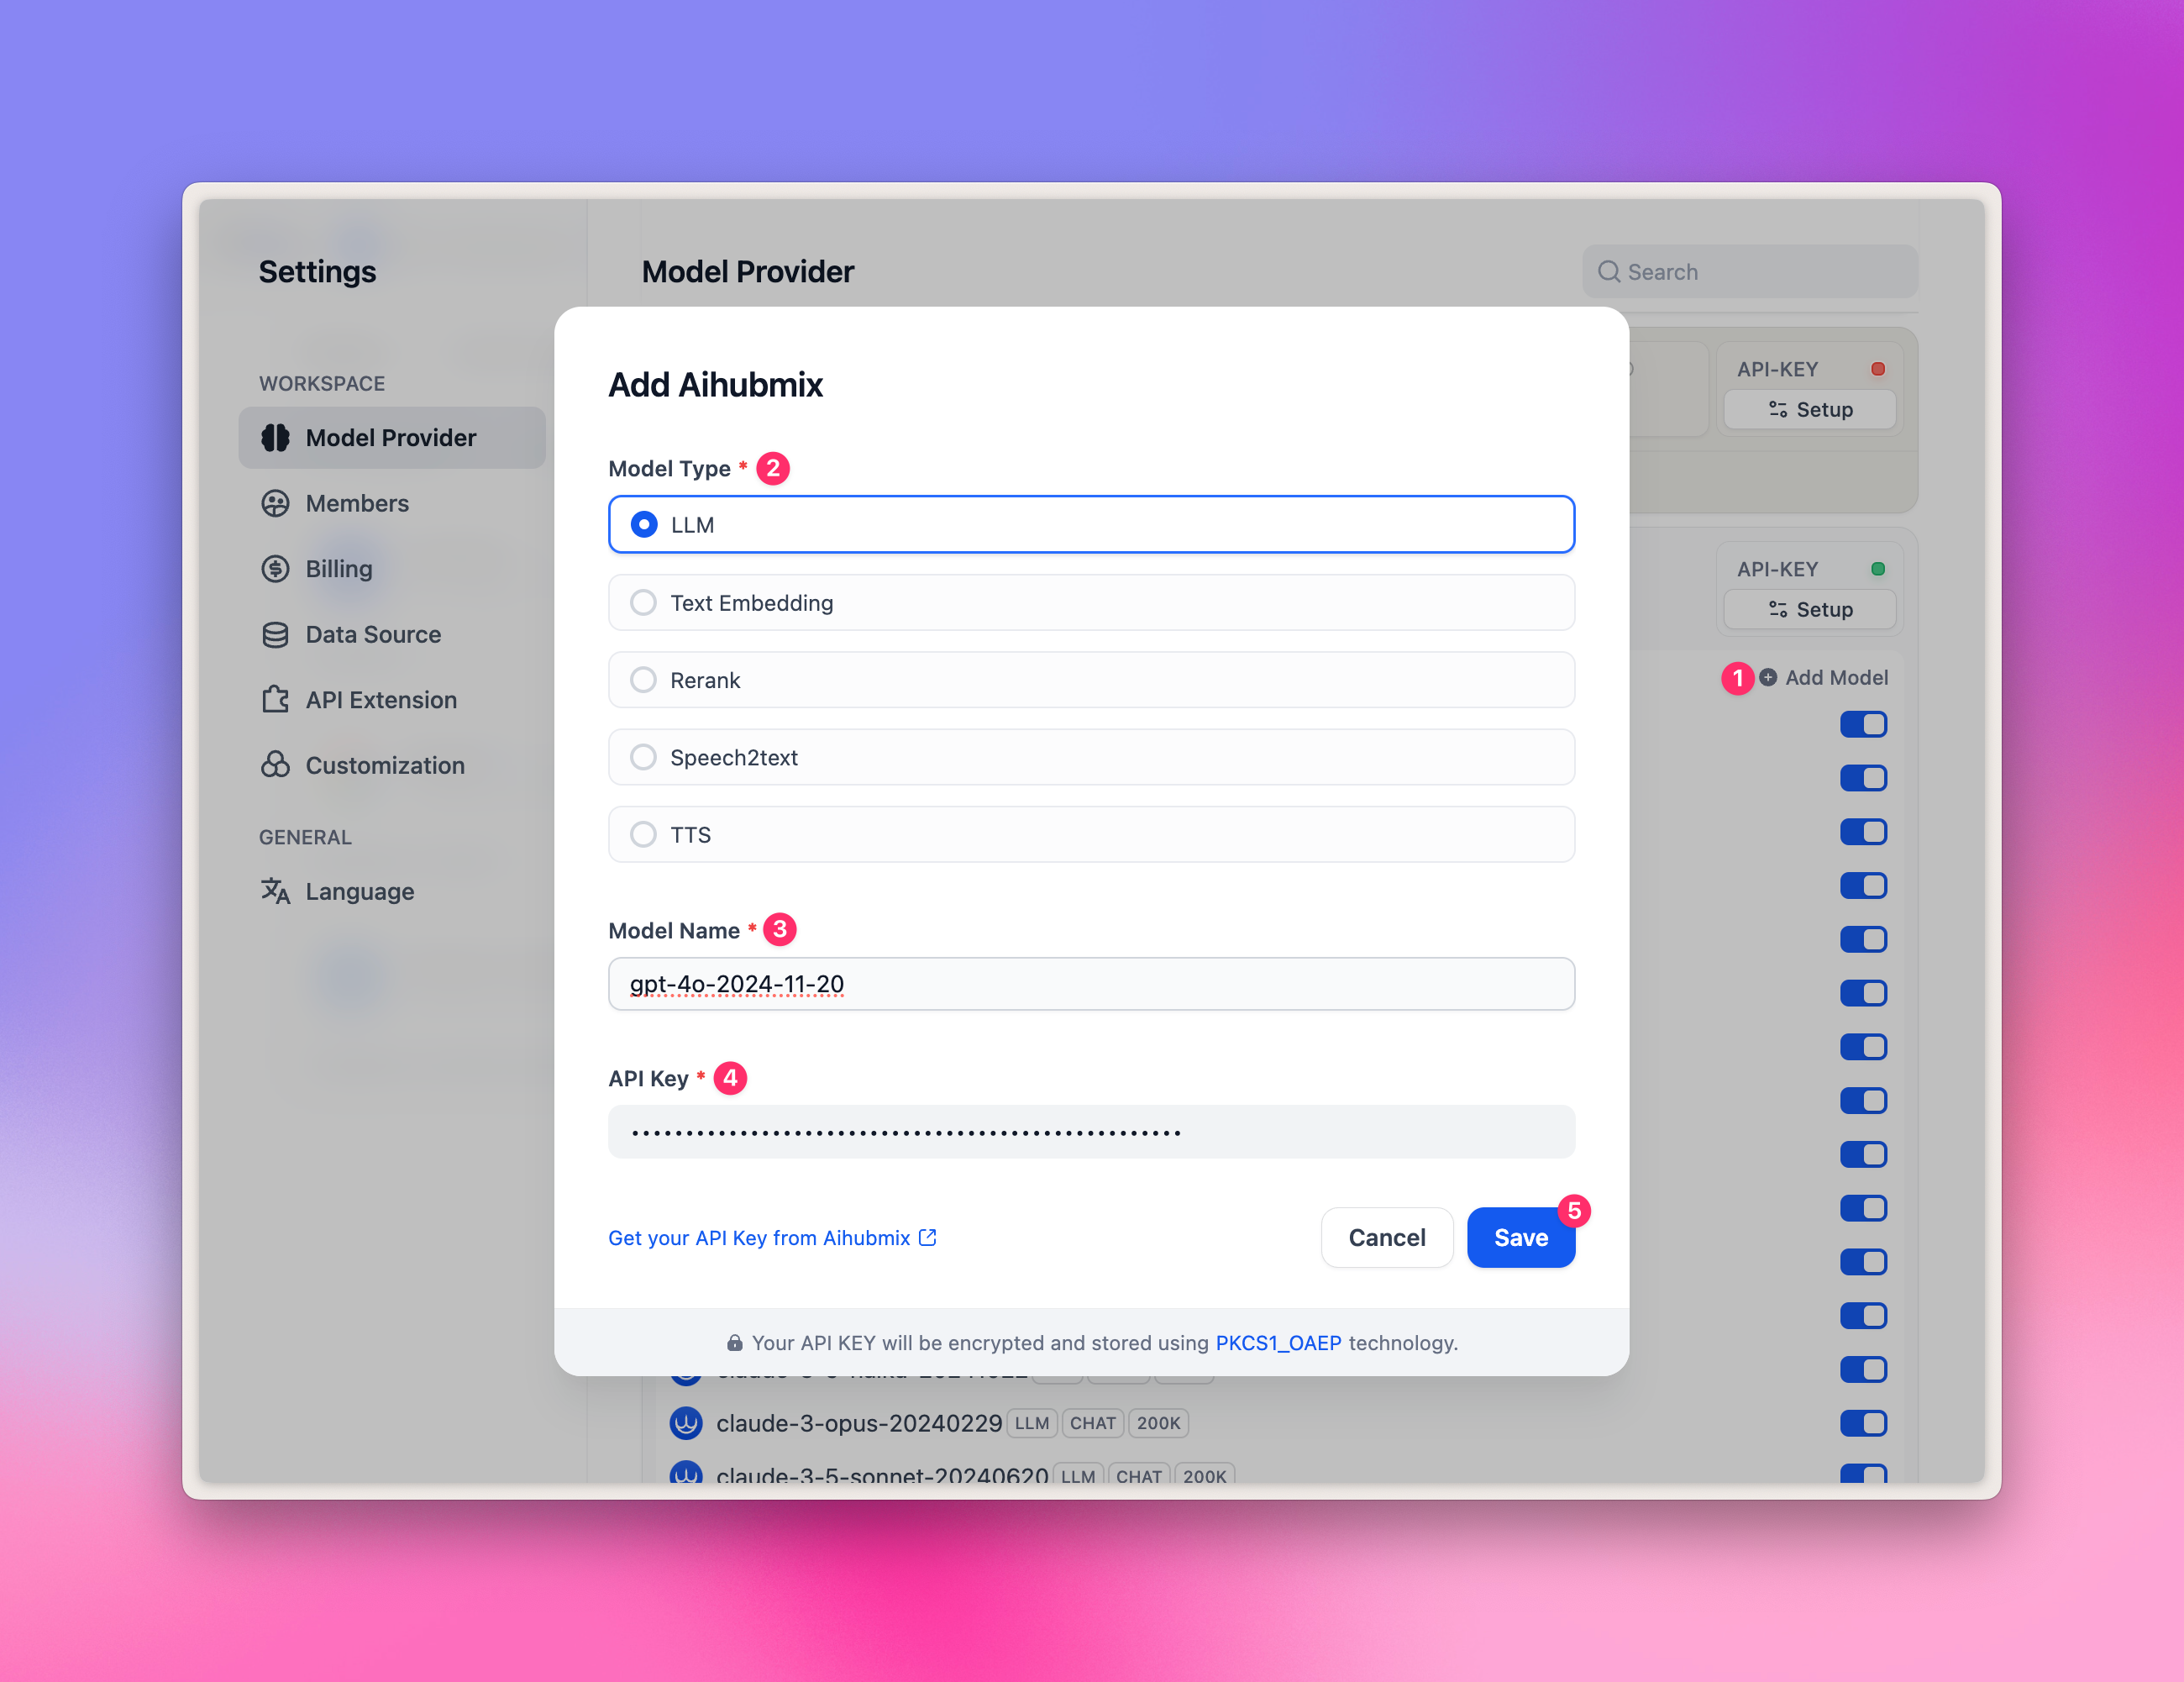 Settings
WORKSPACE
Model Provider
Members
Billing
Data Source
API Extension
Customization
GENERAL
Language
Model Provider
Search
API-KEY
Setup
API-KEY
Setup
1 Add Model
Add Aihubmix
Model Type * 2
LLM
Text Embedding
Rerank
Speech2text
TTS
Model Name * 3
gpt-4o-2024-11-20
API Key * 4
••••••••••••••••••••••••••••••••••••••••••••••••••• 
Get your API Key from Aihubmix
Cancel
Save 5
Your API KEY will be encrypted and stored using PKCS1_OAEP technology.
claude-3-opus-20240229 LLM CHAT 200K
claude-3-5-sonnet-20240620 LLM CHAT 200K